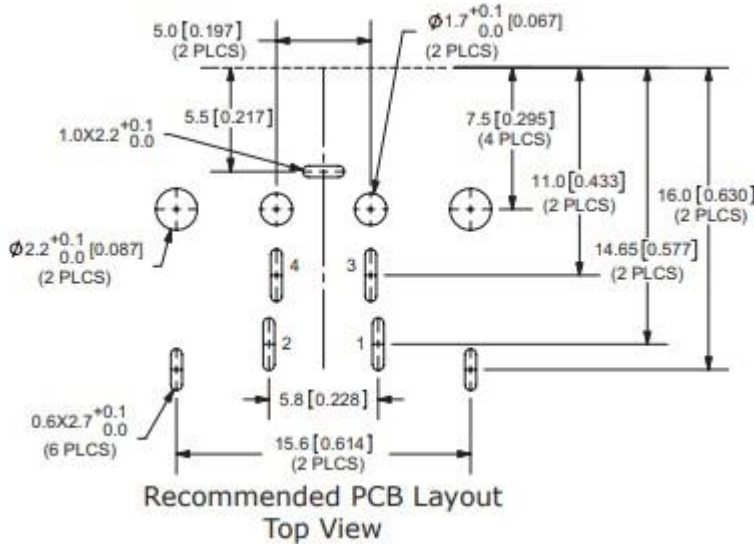 5.0[0.197]
(2 PLCS)
ϕ1.7+0.1 0.0[0.067]
(2 PLCS)
5.5[0.217]
7.5[0.295]
(4 PLCS)
1.0X2.2+0.1 0.0
11.0[0.433]
(2 PLCS)
16.0[0.630]
(2 PLCS)
ϕ2.2+0.1 0.0[0.087]
(2 PLCS)
14.65[0.577]
(2 PLCS)
4
3
2
1
5.8[0.228]
0.6X2.7+0.1 0.0
(6 PLCS)
15.6[0.614]
(2 PLCS)
Recommended PCB Layout
Top View